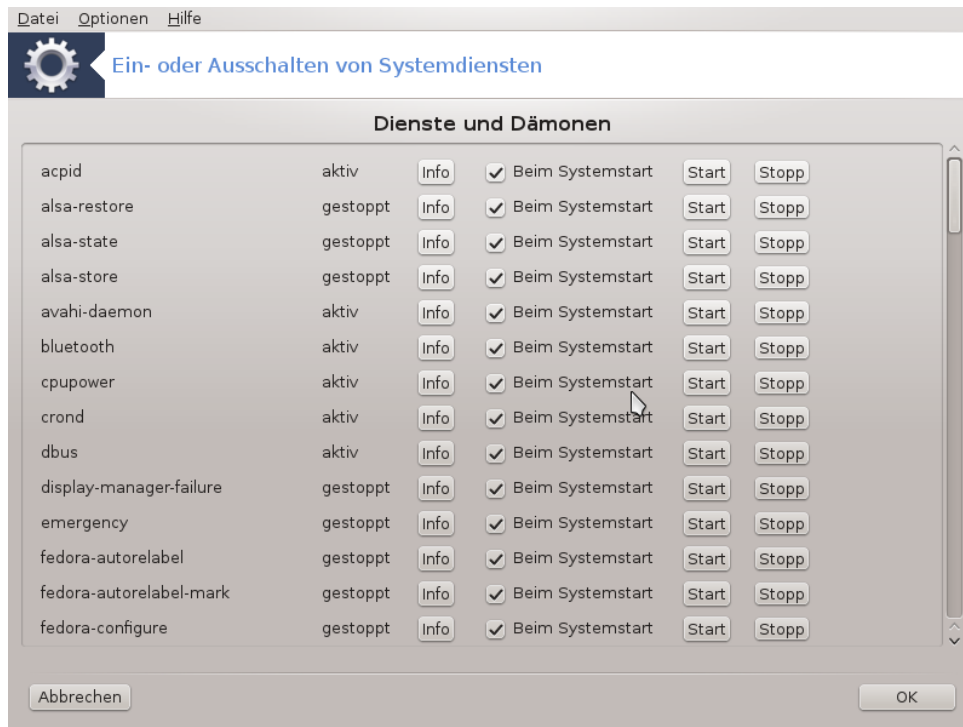 Datei Optionen Hilfe
Ein- oder Ausschalten von Systemdiensten
Dienste und Dämonen
acpid aktiv Info Beim Systemstart Start Stopp
alsa-restore gestoppt Info Beim Systemstart Start Stopp
alsa-state gestoppt Info Beim Systemstart Start Stopp
alsa-store gestoppt Info Beim Systemstart Start Stopp
avahi-daemon aktiv Info Beim Systemstart Start Stopp
bluetooth aktiv Info Beim Systemstart Start Stopp
cpupower aktiv Info Beim Systemstart Start Stopp
crond aktiv Info Beim Systemstart Start Stopp
dbus aktiv Info Beim Systemstart Start Stopp
display-manager-failure gestoppt Info Beim Systemstart Start Stopp
emergency gestoppt Info Beim Systemstart Start Stopp
fedora-autorelabel gestoppt Info Beim Systemstart Start Stopp
fedora-autorelabel-mark gestoppt Info Beim Systemstart Start Stopp
fedora-configure gestoppt Info Beim Systemstart Start Stopp
Abbrechen OK